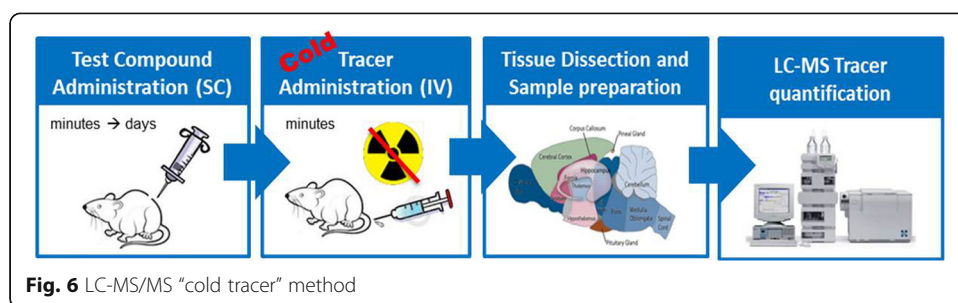 Test Compound
Administration (SC)
minutes → days
Cold
Tracer
Administration (IV)
minutes
Tissue Dissection and
Sample preparation
Corpus Callosum
Pineal Gland
Cerebral Cortex
Hippocampus
Fornix
Thalamus
Cerebellum
Hypothalamus
Pons
Medulla
Oblongata
Spinal
Cord
Pituitary Gland
LC-MS Tracer
quantification
Fig. 6 LC-MS/MS “cold tracer” method